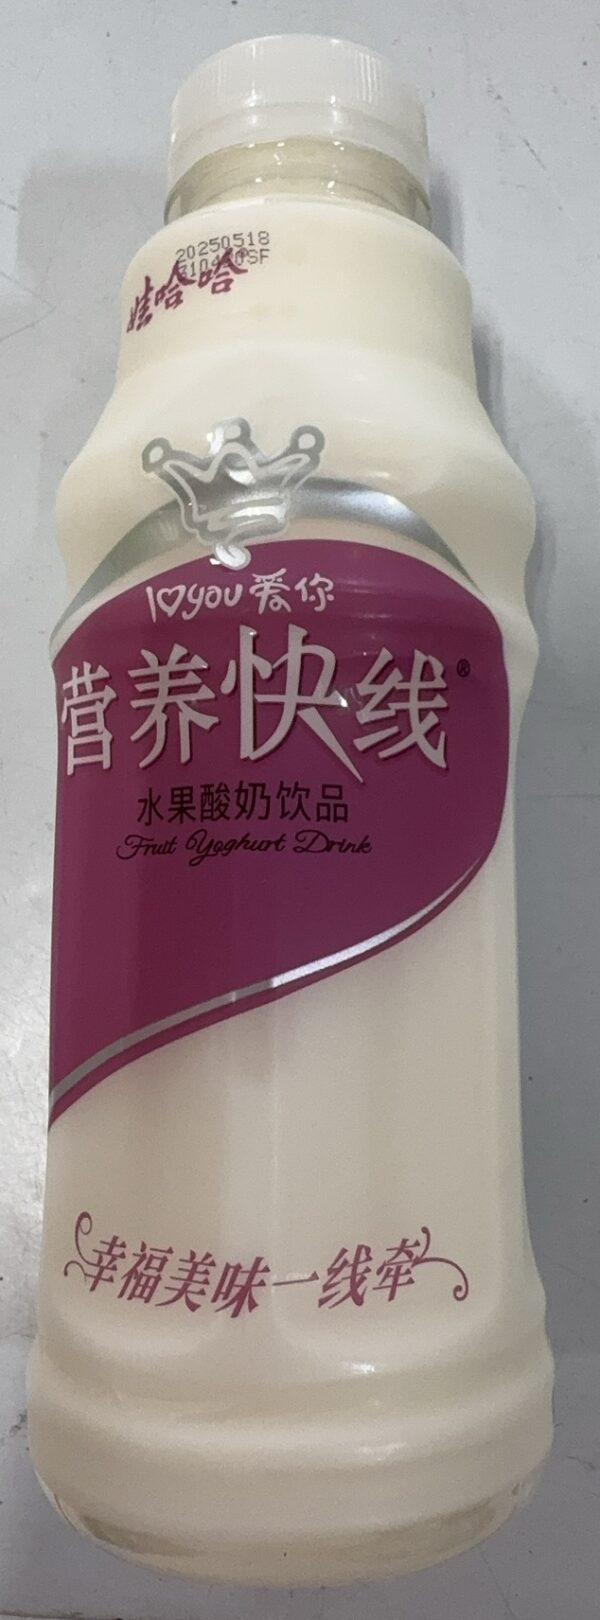 20250518
娃哈哈®
I♡you 爱你
营养快线®
水果酸奶饮品
Fruit Yoghurt Drink
幸福美味一线牵